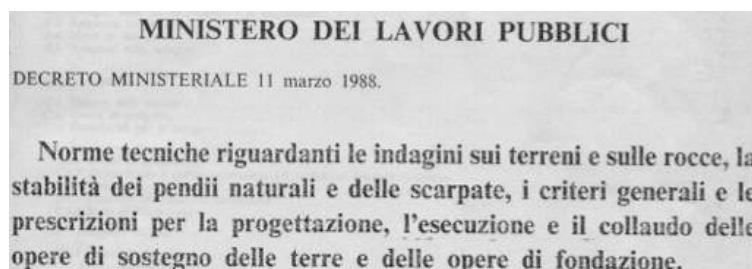 MINISTERO DEI LAVORI PUBBLICI
DECRETO MINISTERIALE 11 marzo 1988.
Norme tecniche riguardanti le indagini sui terreni e sulle rocce, la
stabilità dei pendii naturali e delle scarpate, i criteri generali e le
prescrizioni per la progettazione, l'esecuzione e il collaudo delle
opere di sostegno delle terre e delle opere di fondazione.